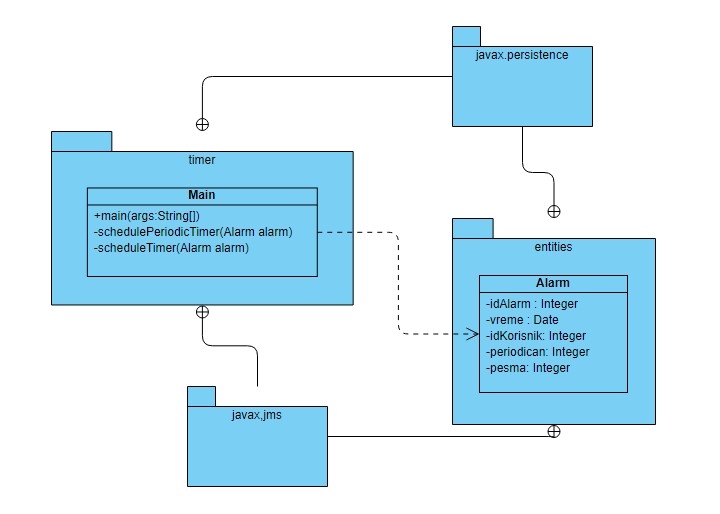 javax.persistence
timer
Main
+main(args:String[])
-schedulePeriodicTimer(Alarm alarm)
-scheduleTimer(Alarm alarm)
entities
Alarm
-idAlarm : Integer
-vreme : Date
-idKorisnik: Integer
-periodican: Integer
-pesma: Integer
javax,jms